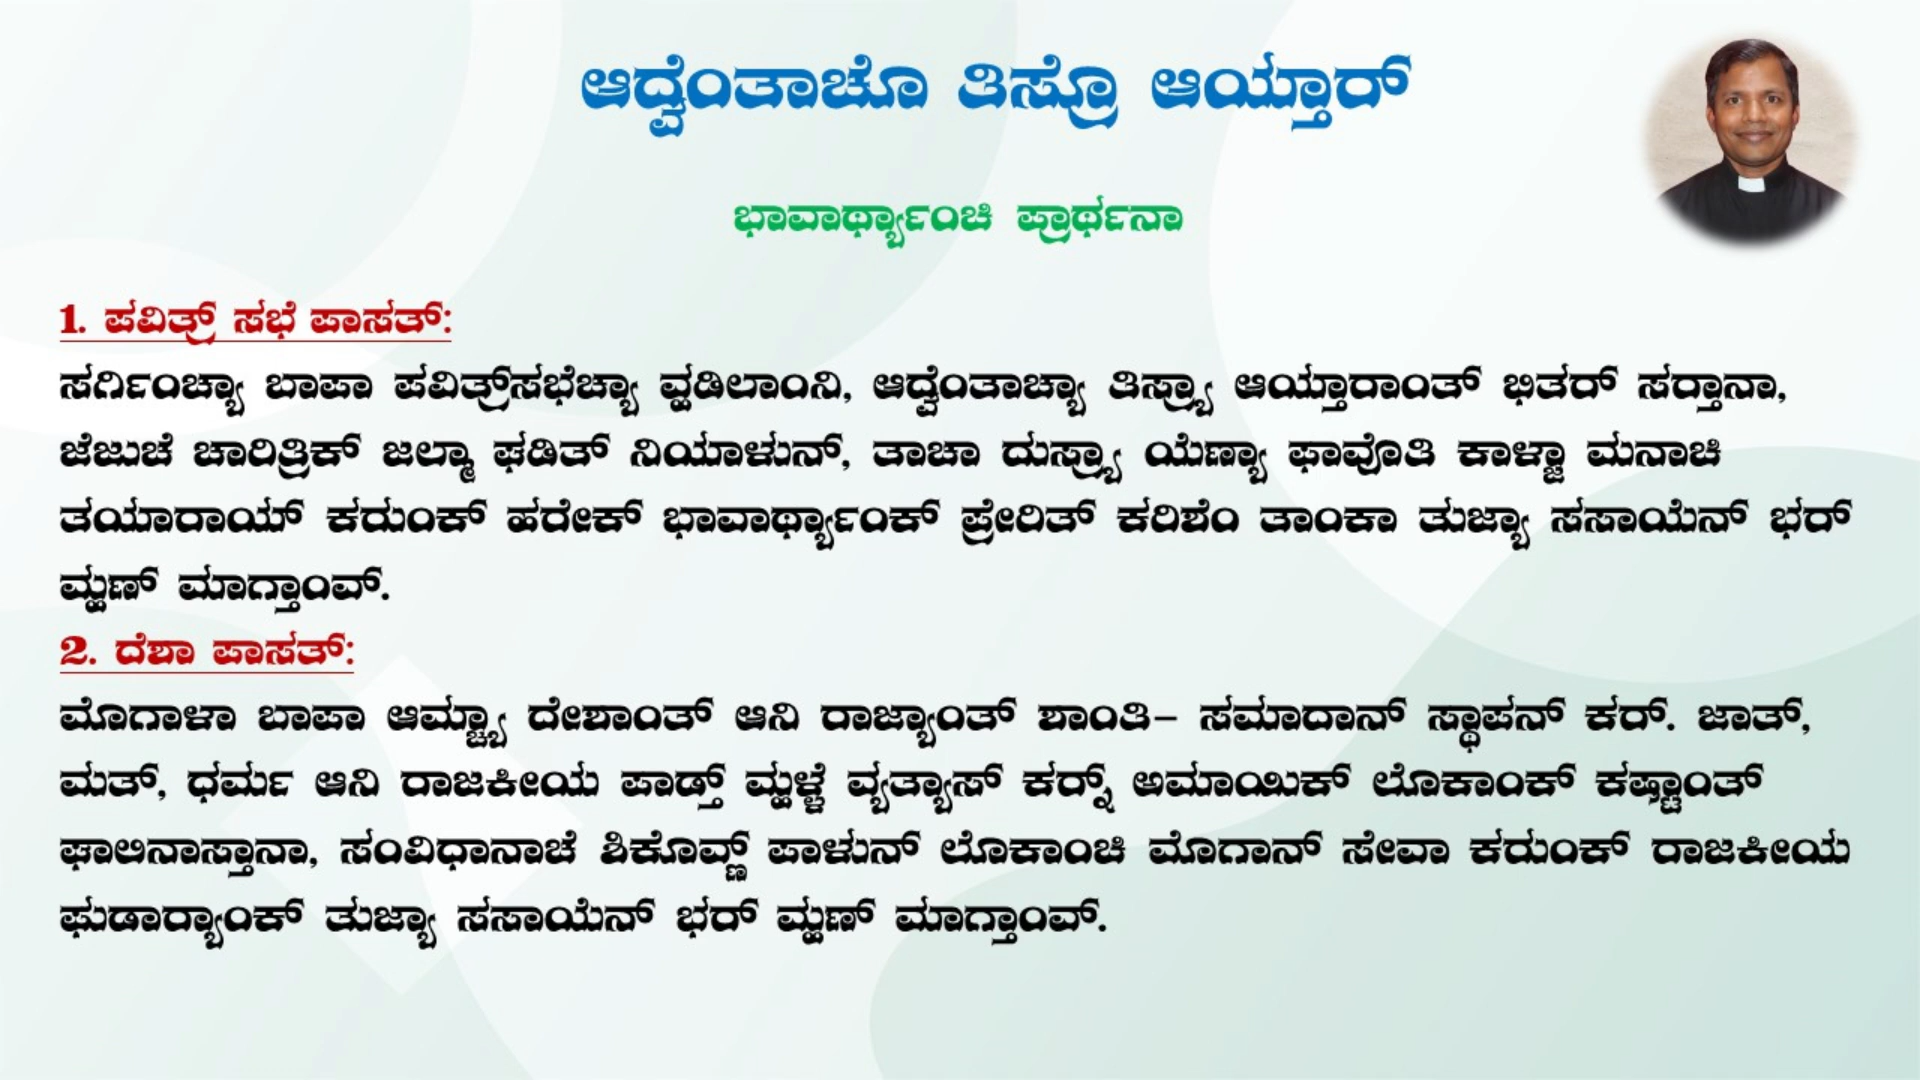 ಆದ್ವೆಂತಾಚೊ ತಿಸ್ರೊ ಆಯ್ತಾರ್
ಭಾವಾರ್ಥ್ಯಾಂಚಿ ಪ್ರಾರ್ಥನಾ
1. ಪವಿತ್ರ್ ಸಭೆ ಪಾಸತ್:
ಸರ್ಗಿಂಚ್ಯಾ ಬಾಪಾ ಪವಿತ್ರ್‌ಸಭೆಚ್ಯಾ ವ್ಹಡಿಲಾಂನಿ, ಆದ್ವೆಂತಾಚ್ಯಾ ತಿಸ್ರ್ಯಾ ಆಯ್ತಾರಾಂತ್ ಭಿತರ್ ಸರ‍್ತಾನಾ,
ಜೆಜುಚೆ ಚಾರಿತ್ರಿಕ್ ಜಲ್ಮಾ ಘಡಿತ್ ನಿಯಾಳುನ್, ತಾಚಾ ದುಸ್ರ್ಯಾ ಯೆಣ್ಯಾ ಫಾವೊತಿ ಕಾಳ್ಜಾ ಮನಾಚಿ
ತಯಾರಾಯ್ ಕರುಂಕ್ ಹರೇಕ್ ಭಾವಾರ್ಥ್ಯಾಂಕ್ ಪ್ರೇರಿತ್ ಕರಿಶೆಂ ತಾಂಕಾ ತುಜ್ಯಾ ಸಸಾಯೆನ್ ಭರ್
ಮ್ಹಣ್ ಮಾಗ್ತಾಂವ್.
2. ದೆಶಾ ಪಾಸತ್:
ಮೊಗಾಳಾ ಬಾಪಾ ಆಮ್ಚ್ಯಾ ದೇಶಾಂತ್ ಆನಿ ರಾಜ್ಯಾಂತ್ ಶಾಂತಿ– ಸಮಾದಾನ್ ಸ್ಥಾಪನ್ ಕರ್. ಜಾತ್,
ಮತ್, ಧರ್ಮ ಆನಿ ರಾಜಕೀಯ ಪಾಡ್ತ್ ಮ್ಹಳ್ಳೆ ವ್ಯತ್ಯಾಸ್ ಕರ‍್ನ್ ಅಮಾಯಿಕ್ ಲೊಕಾಂಕ್ ಕಷ್ಟಾಂತ್
ಘಾಲಿನಾಸ್ತಾನಾ, ಸಂವಿಧಾನಾಚೆ ಶಿಕೊವ್ಣ್ ಪಾಳುನ್ ಲೊಕಾಂಚಿ ಮೊಗಾನ್ ಸೇವಾ ಕರುಂಕ್ ರಾಜಕೀಯ
ಫುಡಾರ‍್ಯಾಂಕ್ ತುಜ್ಯಾ ಸಸಾಯೆನ್ ಭರ್ ಮ್ಹಣ್ ಮಾಗ್ತಾಂವ್.